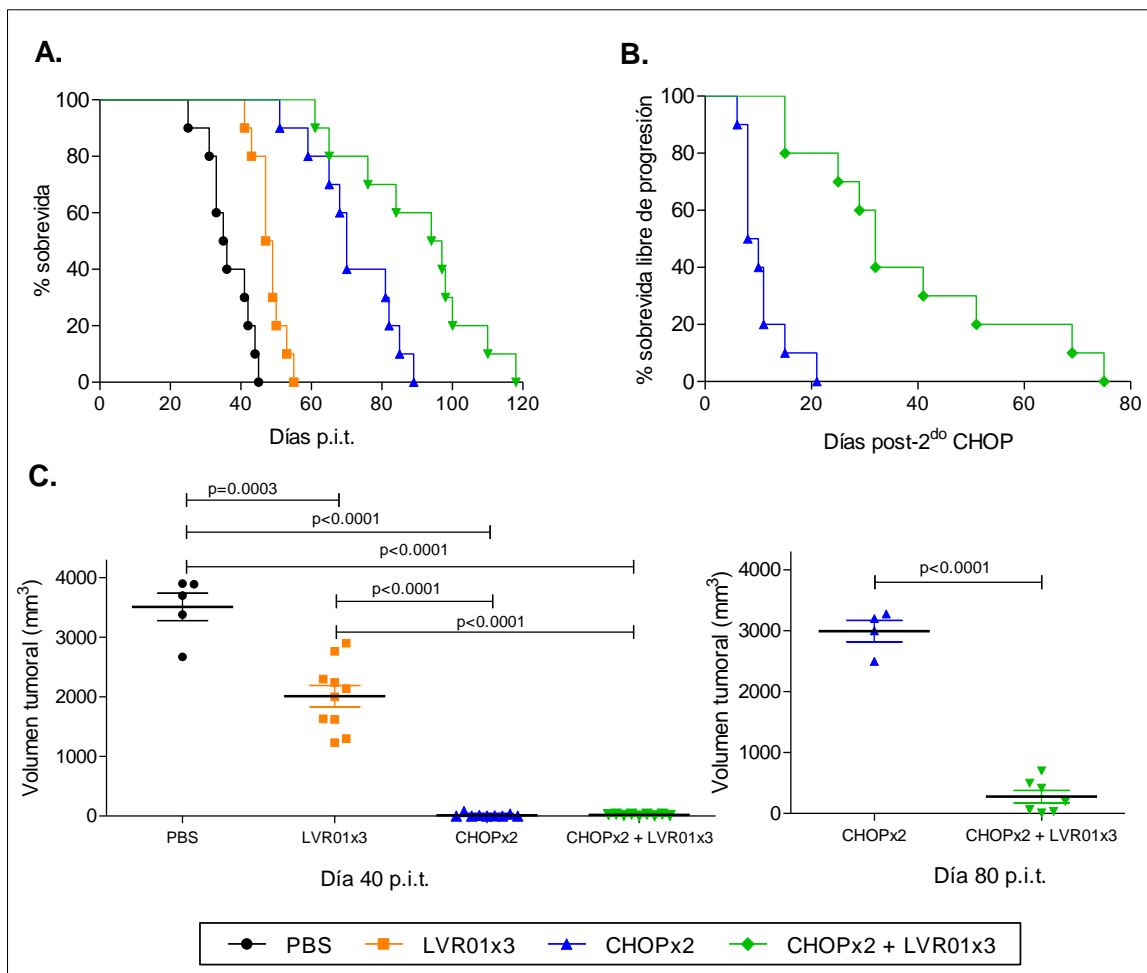 A.
% sobrevida
100
80
60
40
20
0
0 20 40 60 80 100 120
Días p.i.t.
B.
% sobrevida libre de progresión
100
80
60
40
20
0
0 20 40 60 80
Días post-2do CHOP
C.
p=0.0003
p<0.0001
p<0.0001
p<0.0001
p<0.0001
Volumen tumoral (mm3)
4000
3000
2000
1000
0
PBS LVR01x3 CHOPx2 CHOPx2 + LVR01x3
Día 40 p.i.t.
p<0.0001
Volumen tumoral (mm3)
4000
3000
2000
1000
0
CHOPx2 CHOPx2 + LVR01x3
Día 80 p.i.t.
PBS LVR01x3 CHOPx2 CHOPx2 + LVR01x3